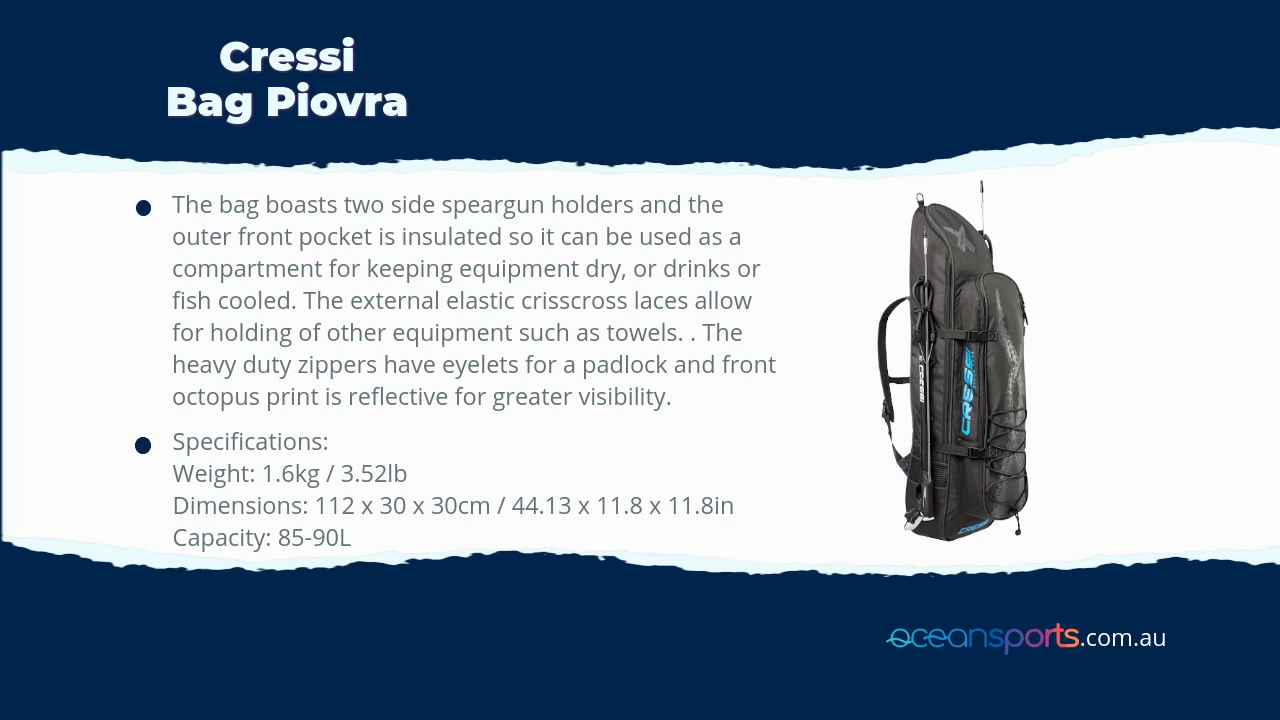 Cressi
Bag Piovra
The bag boasts two side speargun holders and the
outer front pocket is insulated so it can be used as a
compartment for keeping equipment dry, or drinks or
fish cooled. The external elastic crisscross laces allow
for holding of other equipment such as towels. . The
heavy duty zippers have eyelets for a padlock and front
octopus print is reflective for greater visibility.
Specifications:
Weight: 1.6kg / 3.52lb
Dimensions: 112 x 30 x 30cm / 44.13 x 11.8 x 11.8in
Capacity: 85-90L
CRESSI
CRESSI
CRESSI
oceansports.com.au